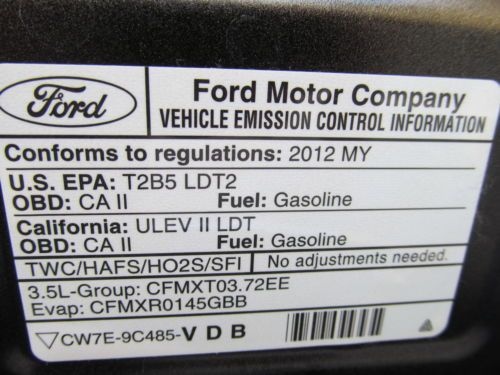 Ford
Ford Motor Company
VEHICLE EMISSION CONTROL INFORMATION
Conforms to regulations: 2012 MY
U.S. EPA: T2B5 LDT2
OBD: CA II Fuel: Gasoline
California: ULEV II LDT
OBD: CA II Fuel: Gasoline
TWC/HAFS/HO2S/SFI No adjustments needed.
3.5L-Group: CFMXT03.72EE
Evap: CFMXR0145GBB
CW7E-9C485-V D B